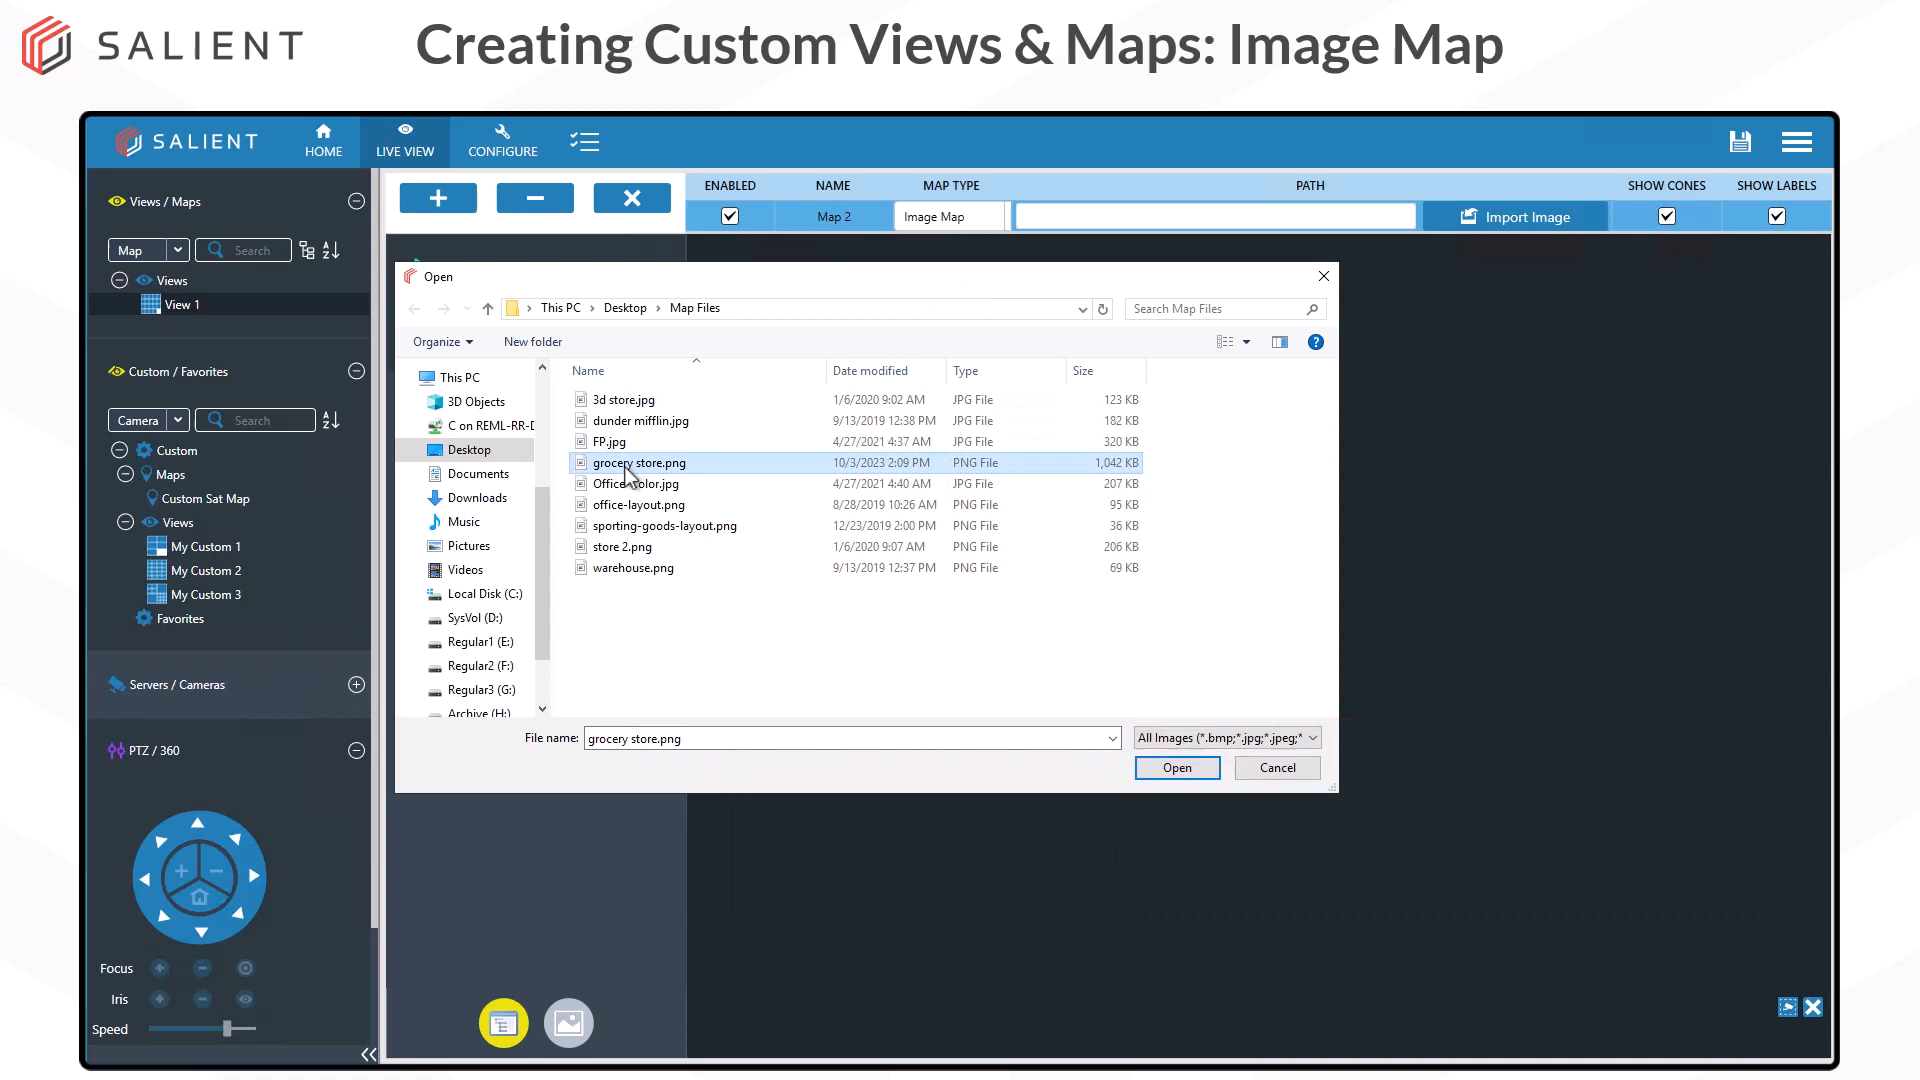 SALIENT
Creating Custom Views & Maps: Image Map
SALIENT
HOME
LIVE VIEW
CONFIGURE
Views / Maps
Map
Search
Views
View 1
Custom / Favorites
Camera
Search
Custom
Maps
Custom Sat Map
Views
My Custom 1
My Custom 2
My Custom 3
Favorites
Servers / Cameras
PTZ / 360
Focus
Iris
Speed
ENABLED NAME MAP TYPE PATH SHOW CONES SHOW LABELS
Map 2 Image Map Import Image
Open
This PC > Desktop > Map Files
Search Map Files
Organize New folder
This PC
3D Objects
C on REML-RR-D
Desktop
Documents
Downloads
Music
Pictures
Videos
Local Disk (C:)
SysVol (D:)
Regular1 (E:)
Regular2 (F:)
Regular3 (G:)
Archive (H:)
Name Date modified Type Size
3d store.jpg 1/6/2020 9:02 AM JPG File 123 KB
dunder mifflin.jpg 9/13/2019 12:38 PM JPG File 182 KB
FP.jpg 4/27/2021 4:37 AM JPG File 320 KB
grocery store.png 10/3/2023 2:09 PM PNG File 1,042 KB
Office color.jpg 4/27/2021 4:40 AM JPG File 207 KB
office-layout.png 8/28/2019 10:26 AM PNG File 95 KB
sporting-goods-layout.png 12/23/2019 2:00 PM PNG File 36 KB
store 2.png 1/6/2020 9:07 AM PNG File 206 KB
warehouse.png 9/13/2019 12:37 PM PNG File 69 KB
File name: grocery store.png All Images (*.bmp;*.jpg;*.jpeg;*
Open Cancel